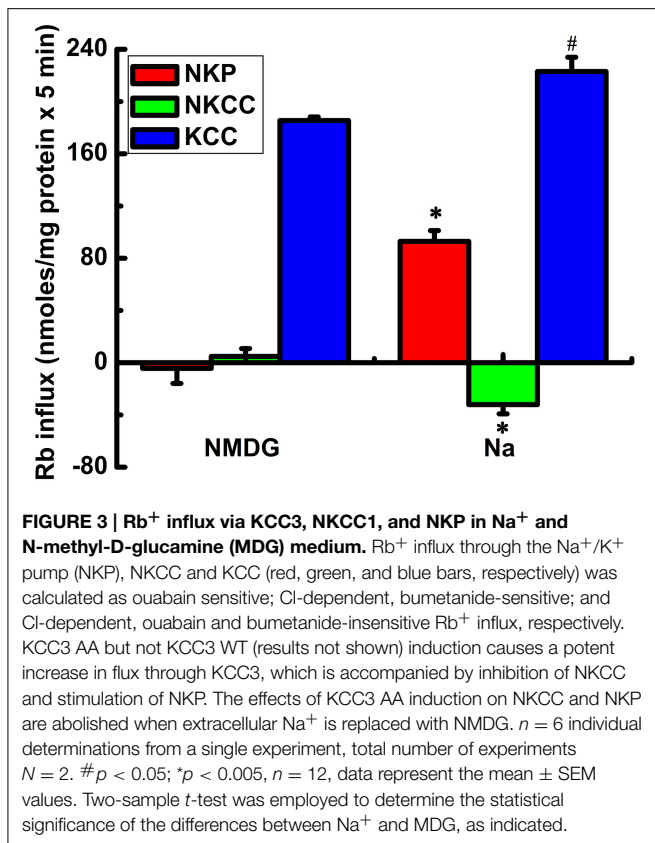 240
160
80
0
-80
Rb influx (nmoles/mg protein x 5 min)
NKP
NKCC
KCC
#
*
*
NMDG
Na
FIGURE 3 | Rb⁺ influx via KCC3, NKCC1, and NKP in Na⁺ and
N-methyl-D-glucamine (MDG) medium. Rb⁺ influx through the Na⁺/K⁺
pump (NKP), NKCC and KCC (red, green, and blue bars, respectively) was
calculated as ouabain sensitive; Cl-dependent, bumetanide-sensitive; and
Cl-dependent, ouabain and bumetanide-insensitive Rb⁺ influx, respectively.
KCC3 AA but not KCC3 WT (results not shown) induction causes a potent
increase in flux through KCC3, which is accompanied by inhibition of NKCC
and stimulation of NKP. The effects of KCC3 AA induction on NKCC and NKP
are abolished when extracellular Na⁺ is replaced with NMDG. n = 6 individual
determinations from a single experiment, total number of experiments
N = 2. #p < 0.05; *p < 0.005, n = 12, data represent the mean ± SEM
values. Two-sample t-test was employed to determine the statistical
significance of the differences between Na⁺ and MDG, as indicated.